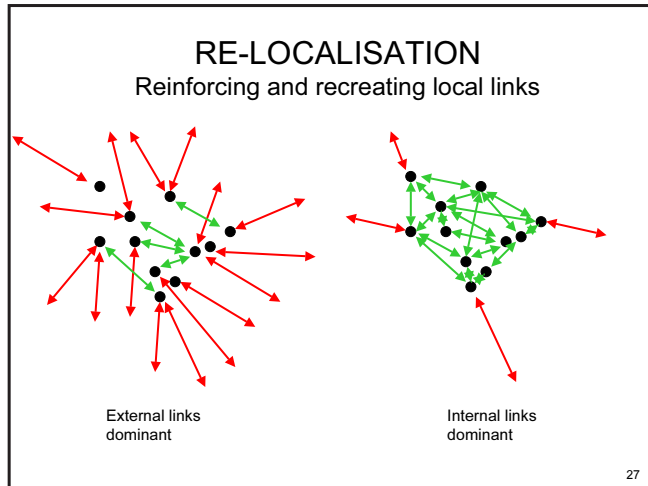 RE-LOCALISATION
Reinforcing and recreating local links
External links
dominant
Internal links
dominant
27